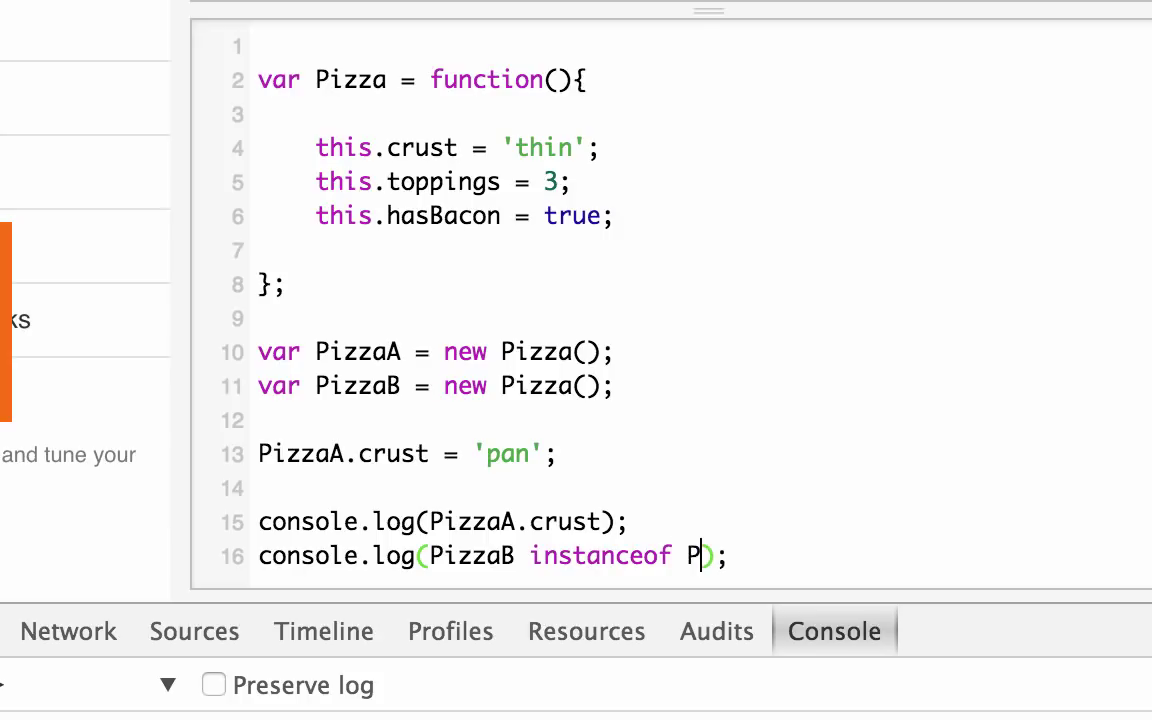 1
2 var Pizza = function(){
3
4 this.crust = 'thin';
5 this.toppings = 3;
6 this.hasBacon = true;
7
8 };
9
10 var PizzaA = new Pizza();
11 var PizzaB = new Pizza();
12
13 PizzaA.crust = 'pan';
14
15 console.log(PizzaA.crust);
16 console.log(PizzaB instanceof P);
and tune your
Network Sources Timeline Profiles Resources Audits Console
Preserve log